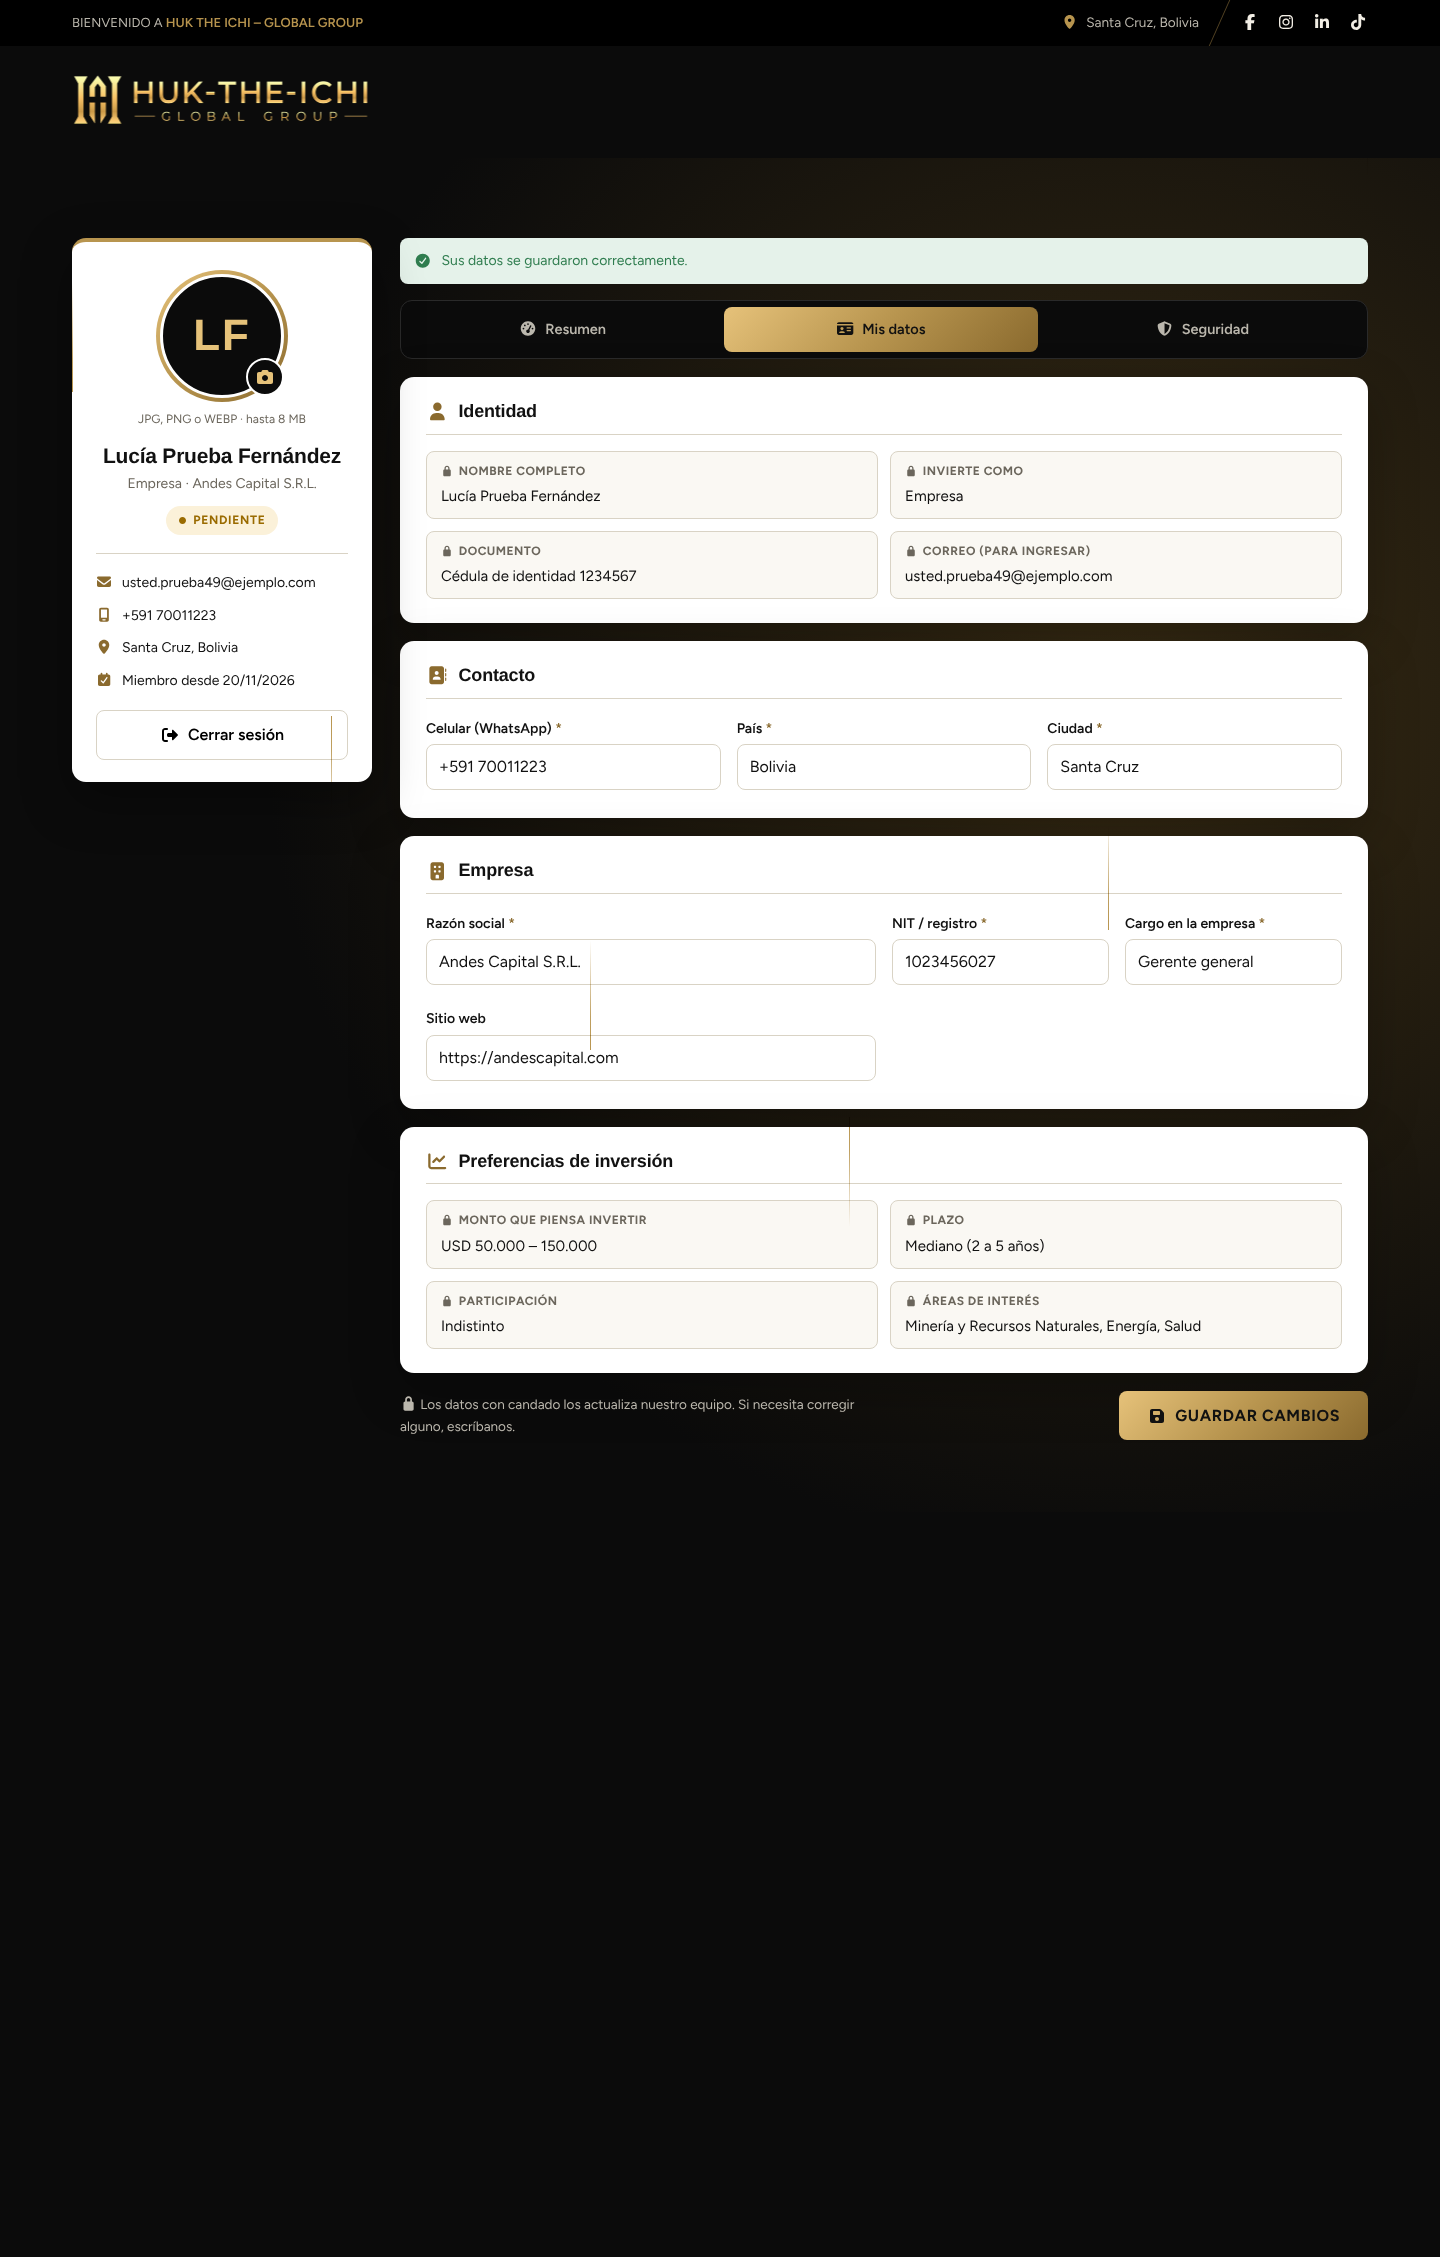 BIENVENIDO A HUK THE ICHI – GLOBAL GROUP
Santa Cruz, Bolivia
HUK-THE-ICHI
GLOBAL GROUP
LF
JPG, PNG o WEBP · hasta 8 MB
Lucía Prueba Fernández
Empresa · Andes Capital S.R.L.
PENDIENTE
usted.prueba49@ejemplo.com
+591 70011223
Santa Cruz, Bolivia
Miembro desde 20/11/2026
Cerrar sesión
Sus datos se guardaron correctamente.
Resumen
Mis datos
Seguridad
Identidad
NOMBRE COMPLETO
Lucía Prueba Fernández
INVIERTE COMO
Empresa
DOCUMENTO
Cédula de identidad 1234567
CORREO (PARA INGRESAR)
usted.prueba49@ejemplo.com
Contacto
Celular (WhatsApp) *
+591 70011223
País *
Bolivia
Ciudad *
Santa Cruz
Empresa
Razón social *
Andes Capital S.R.L.
NIT / registro *
1023456027
Cargo en la empresa *
Gerente general
Sitio web
https://andescapital.com
Preferencias de inversión
MONTO QUE PIENSA INVERTIR
USD 50.000 – 150.000
PLAZO
Mediano (2 a 5 años)
PARTICIPACIÓN
Indistinto
ÁREAS DE INTERÉS
Minería y Recursos Naturales, Energía, Salud
Los datos con candado los actualiza nuestro equipo. Si necesita corregir
alguno, escríbanos.
GUARDAR CAMBIOS